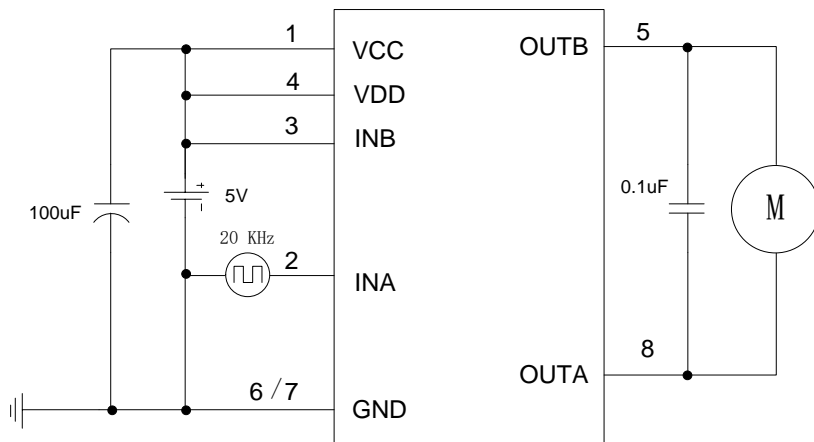 1
VCC
OUTB
5
4
VDD
3
INB
+
5V
100uF
0.1uF
M
20 KHz
2
INA
8
OUTA
6 / 7
GND